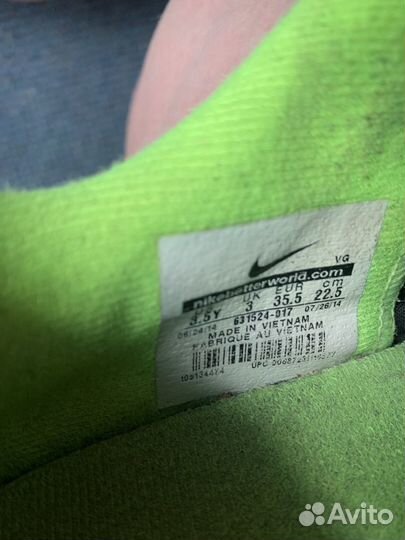 VG
nikebetterworld.com
UK EUR cm
3.5Y 3 35.5 22.5
06/26/14 631524-017 07/26/14
MADE IN VIETNAM
FABRIQUE AU VIETNAM
Avito